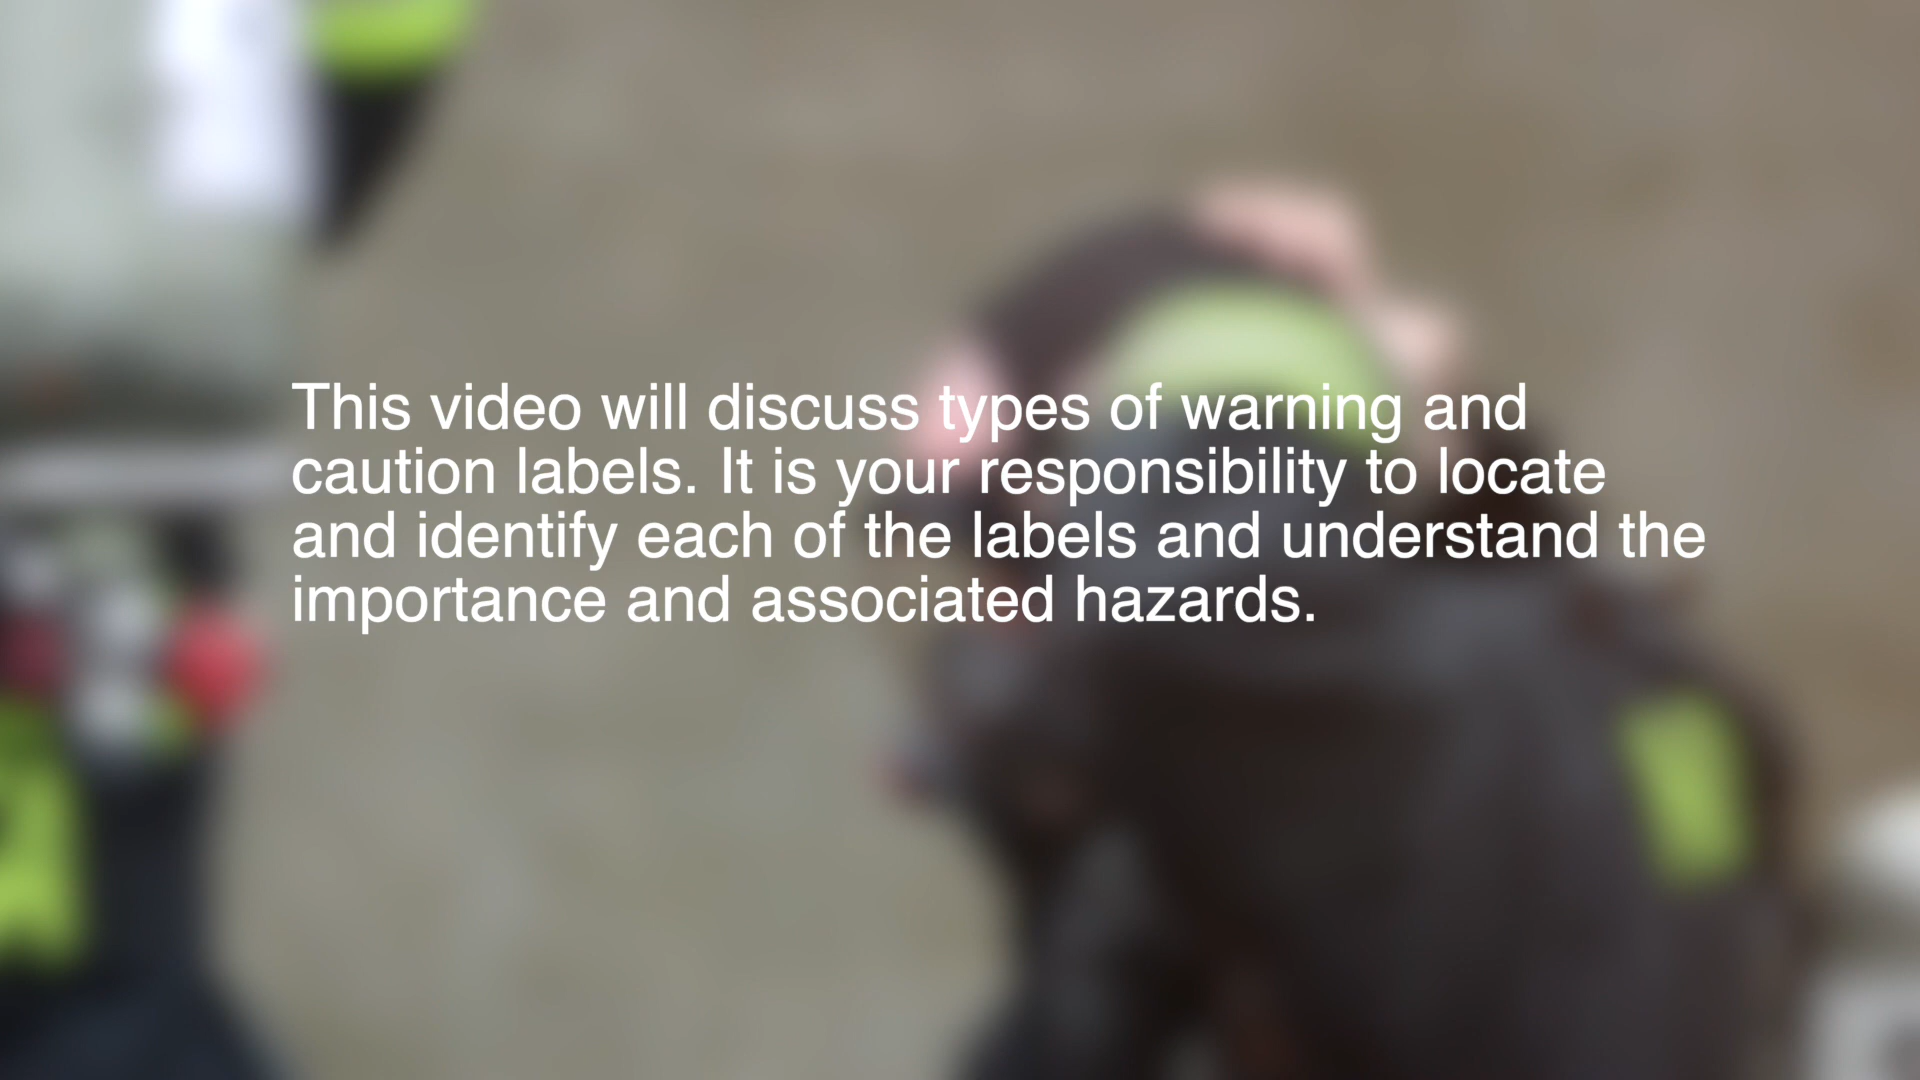 This video will discuss types of warning and
caution labels. It is your responsibility to locate
and identify each of the labels and understand the
importance and associated hazards.